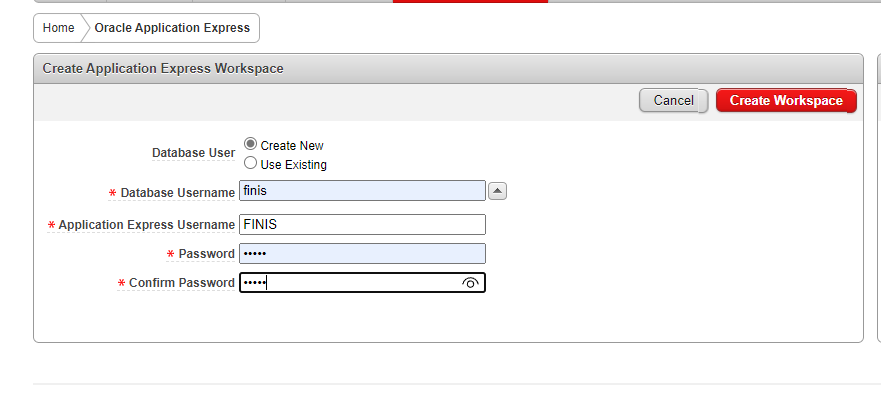 Home Oracle Application Express
Create Application Express Workspace
Cancel Create Workspace
Database User Create New
Use Existing
* Database Username finis
* Application Express Username FINIS
* Password •••••
* Confirm Password •••••